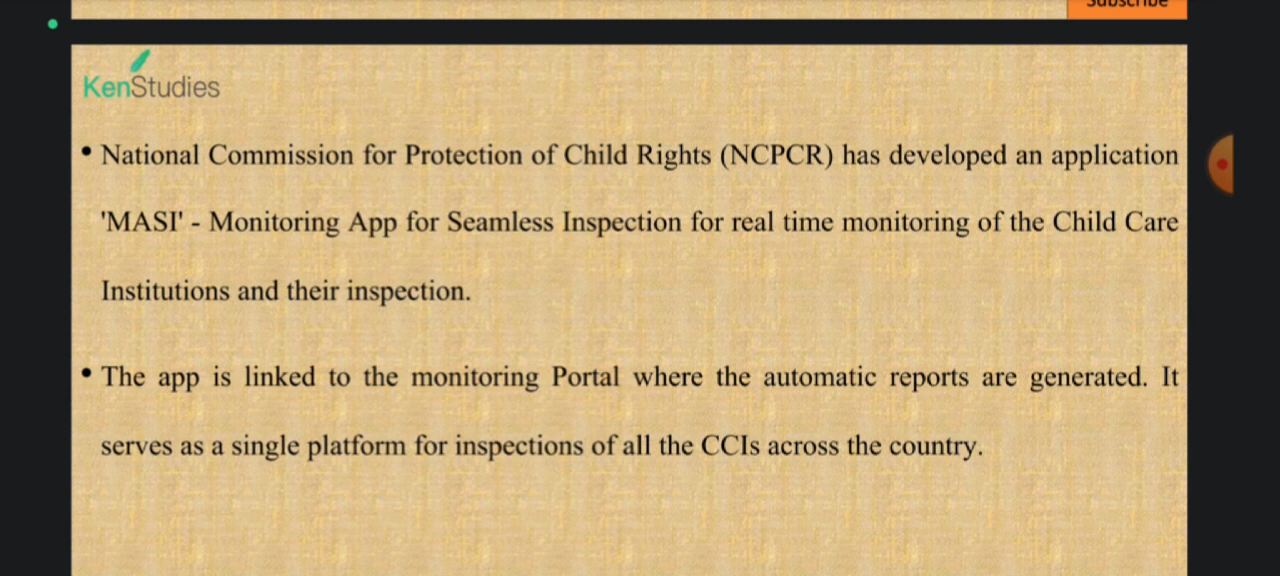 Subscribe
KenStudies
• National Commission for Protection of Child Rights (NCPCR) has developed an application
'MASI' - Monitoring App for Seamless Inspection for real time monitoring of the Child Care
Institutions and their inspection.
• The app is linked to the monitoring Portal where the automatic reports are generated. It
serves as a single platform for inspections of all the CCIs across the country.